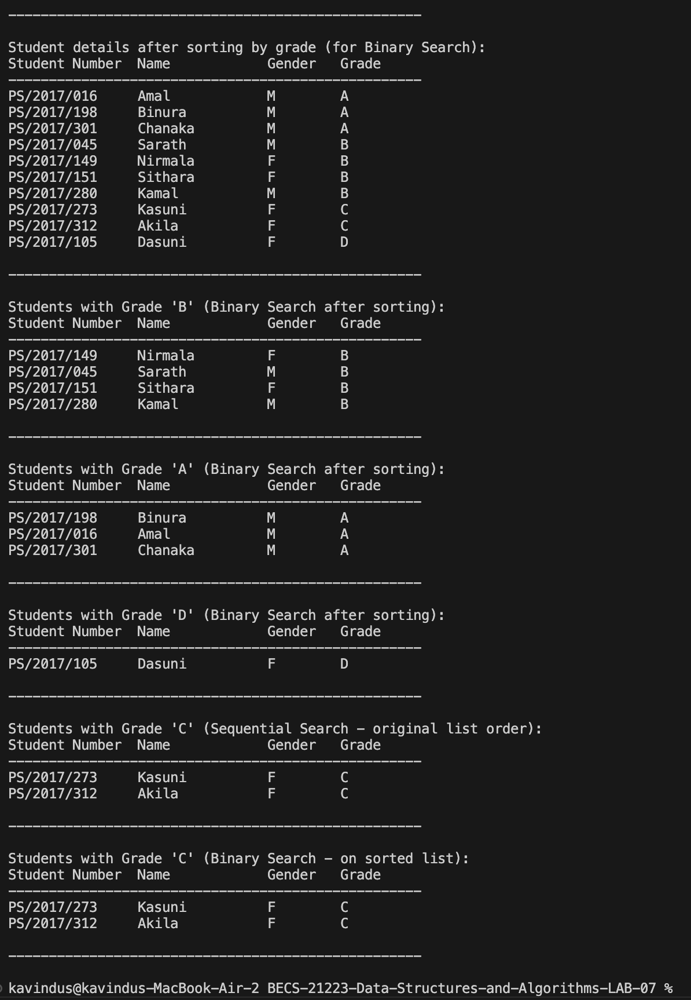 --------------------------------------------------- 
Student details after sorting by grade (for Binary Search):
Student Number  Name            Gender   Grade
---------------------------------------------------
PS/2017/016     Amal            M        A
PS/2017/198     Binura          M        A
PS/2017/301     Chanaka         M        A
PS/2017/045     Sarath          M        B
PS/2017/149     Nirmala         F        B
PS/2017/151     Sithara         F        B
PS/2017/280     Kamal           M        B
PS/2017/273     Kasuni          F        C
PS/2017/312     Akila           F        C
PS/2017/105     Dasuni          F        D
---------------------------------------------------
Students with Grade 'B' (Binary Search after sorting):
Student Number  Name            Gender   Grade
---------------------------------------------------
PS/2017/149     Nirmala         F        B
PS/2017/045     Sarath          M        B
PS/2017/151     Sithara         F        B
PS/2017/280     Kamal           M        B
---------------------------------------------------
Students with Grade 'A' (Binary Search after sorting):
Student Number  Name            Gender   Grade
---------------------------------------------------
PS/2017/198     Binura          M        A
PS/2017/016     Amal            M        A
PS/2017/301     Chanaka         M        A
---------------------------------------------------
Students with Grade 'D' (Binary Search after sorting):
Student Number  Name            Gender   Grade
---------------------------------------------------
PS/2017/105     Dasuni          F        D
---------------------------------------------------
Students with Grade 'C' (Sequential Search - original list order):
Student Number  Name            Gender   Grade
---------------------------------------------------
PS/2017/273     Kasuni          F        C
PS/2017/312     Akila           F        C
---------------------------------------------------
Students with Grade 'C' (Binary Search - on sorted list):
Student Number  Name            Gender   Grade
---------------------------------------------------
PS/2017/273     Kasuni          F        C
PS/2017/312     Akila           F        C
---------------------------------------------------
kavindus@kavindus-MacBook-Air-2 BECS-21223-Data-Structures-and-Algorithms-LAB-07 %